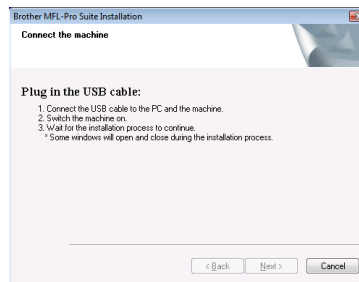 Brother MFL-Pro Suite Installation
Connect the machine
Plug in the USB cable:
1. Connect the USB cable to the PC and the machine.
2. Switch the machine on.
3. Wait for the installation process to continue.
* Some windows will open and close during the installation process.
< Back Next > Cancel